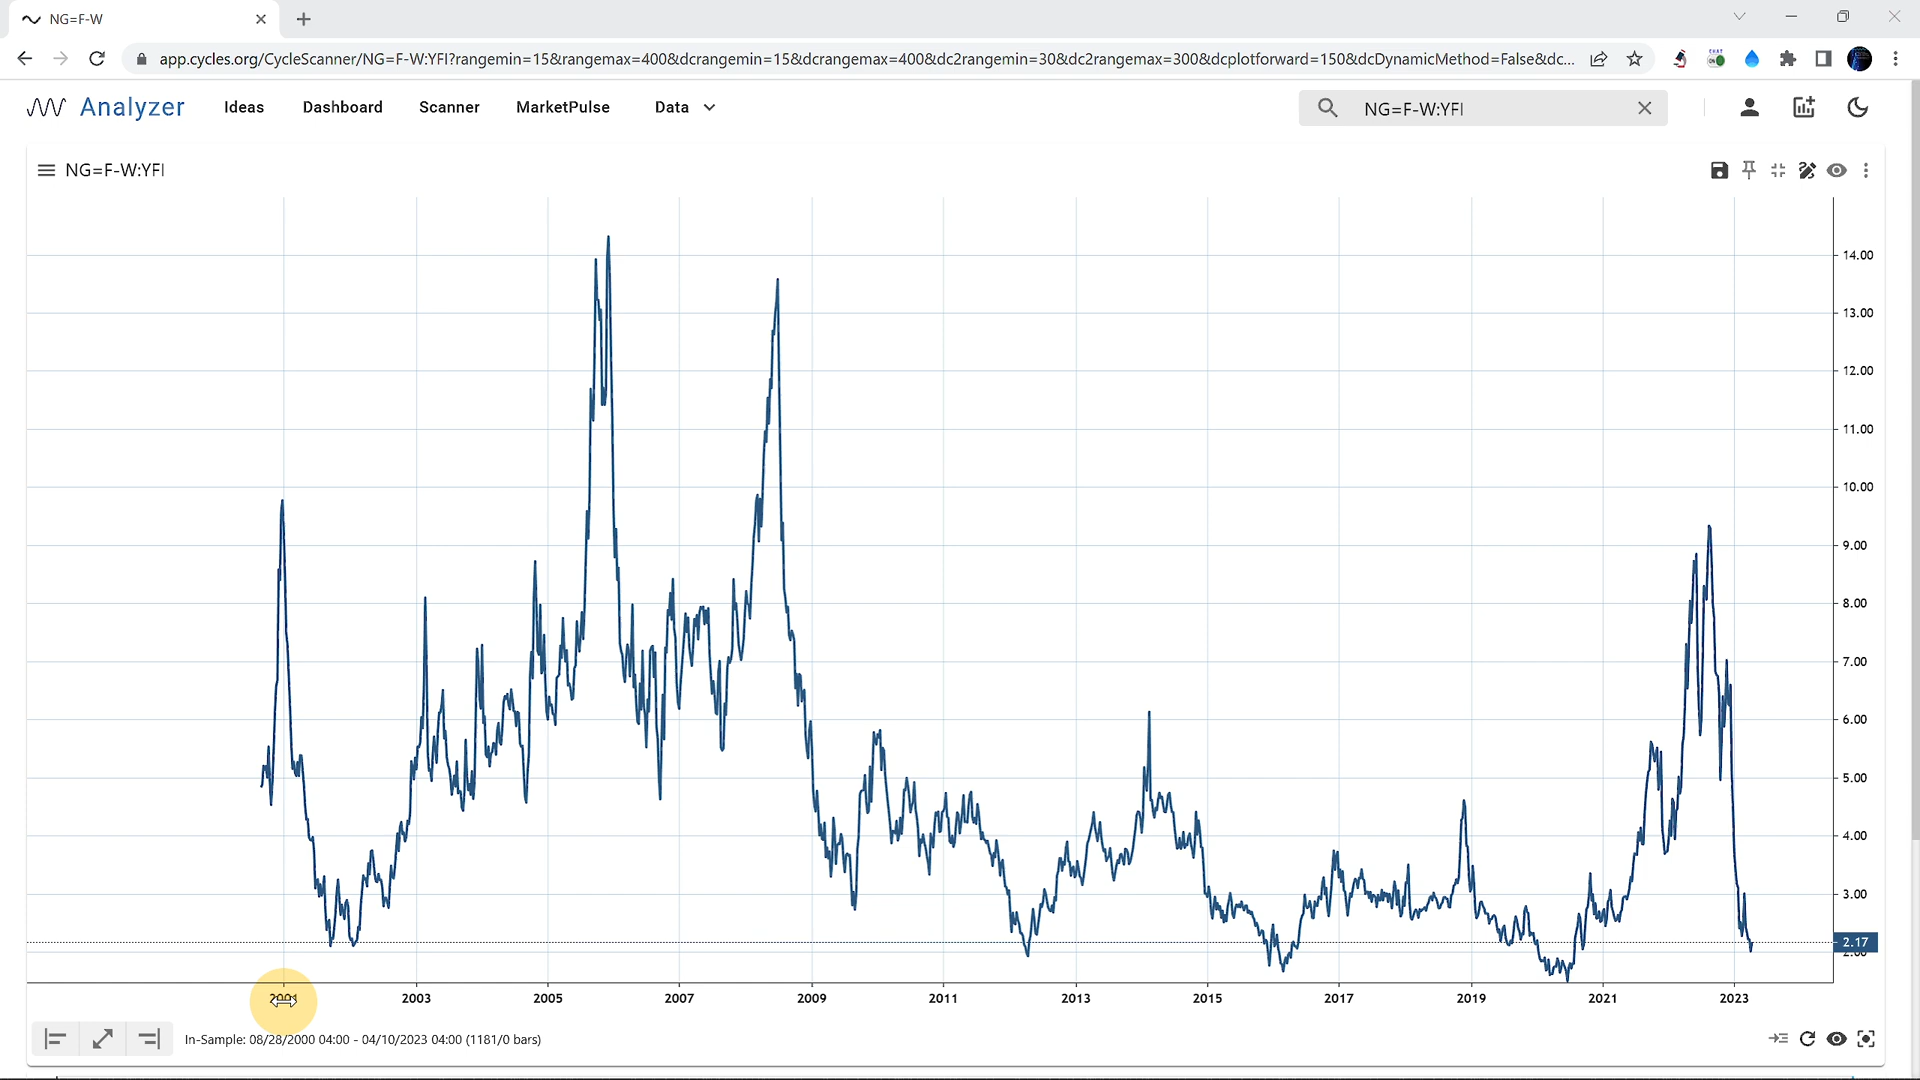 NG=F-W
app.cycles.org/CycleScanner/NG=F-W:YFI?rangemin=15&rangemax=400&dcrangemin=15&dcrangemax=400&dc2rangemin=30&dc2rangemax=300&dcplotforward=150&dcDynamicMethod=False&dc...
Analyzer Ideas Dashboard Scanner MarketPulse Data NG=F-W:YFI
NG=F-W:YFI
14.00
13.00
12.00
11.00
10.00
9.00
8.00
7.00
6.00
5.00
4.00
3.00
2.17
2.00
2001 2003 2005 2007 2009 2011 2013 2015 2017 2019 2021 2023
In-Sample: 08/28/2000 04:00 - 04/10/2023 04:00 (1181/0 bars)